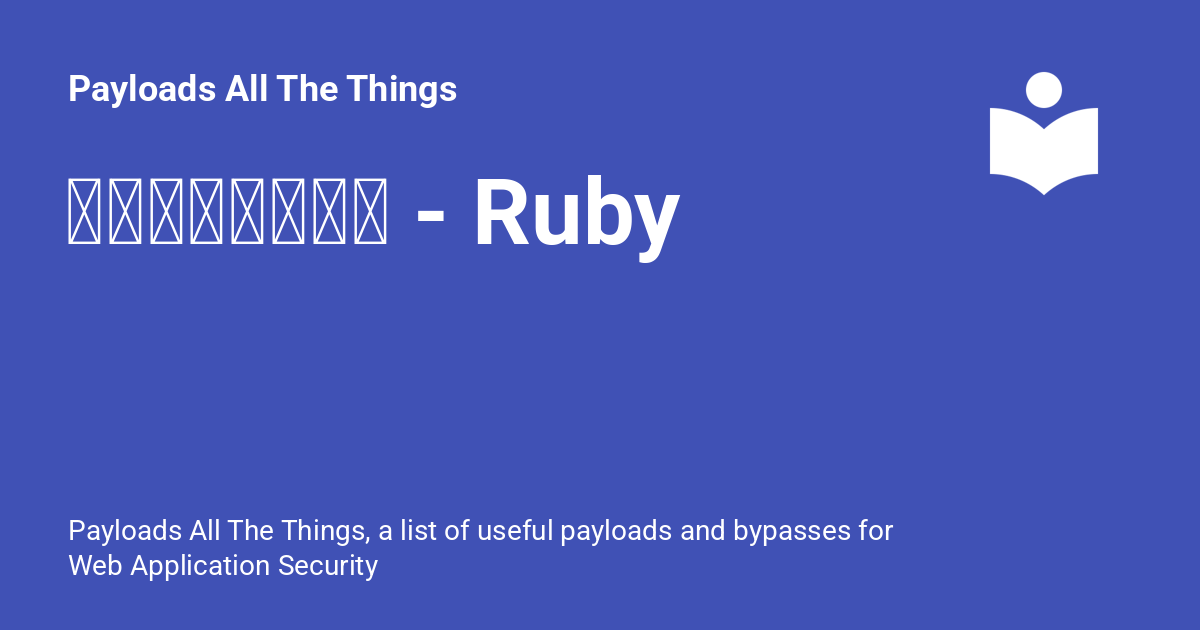 Payloads All The Things
- Ruby
Payloads All The Things, a list of useful payloads and bypasses for
Web Application Security